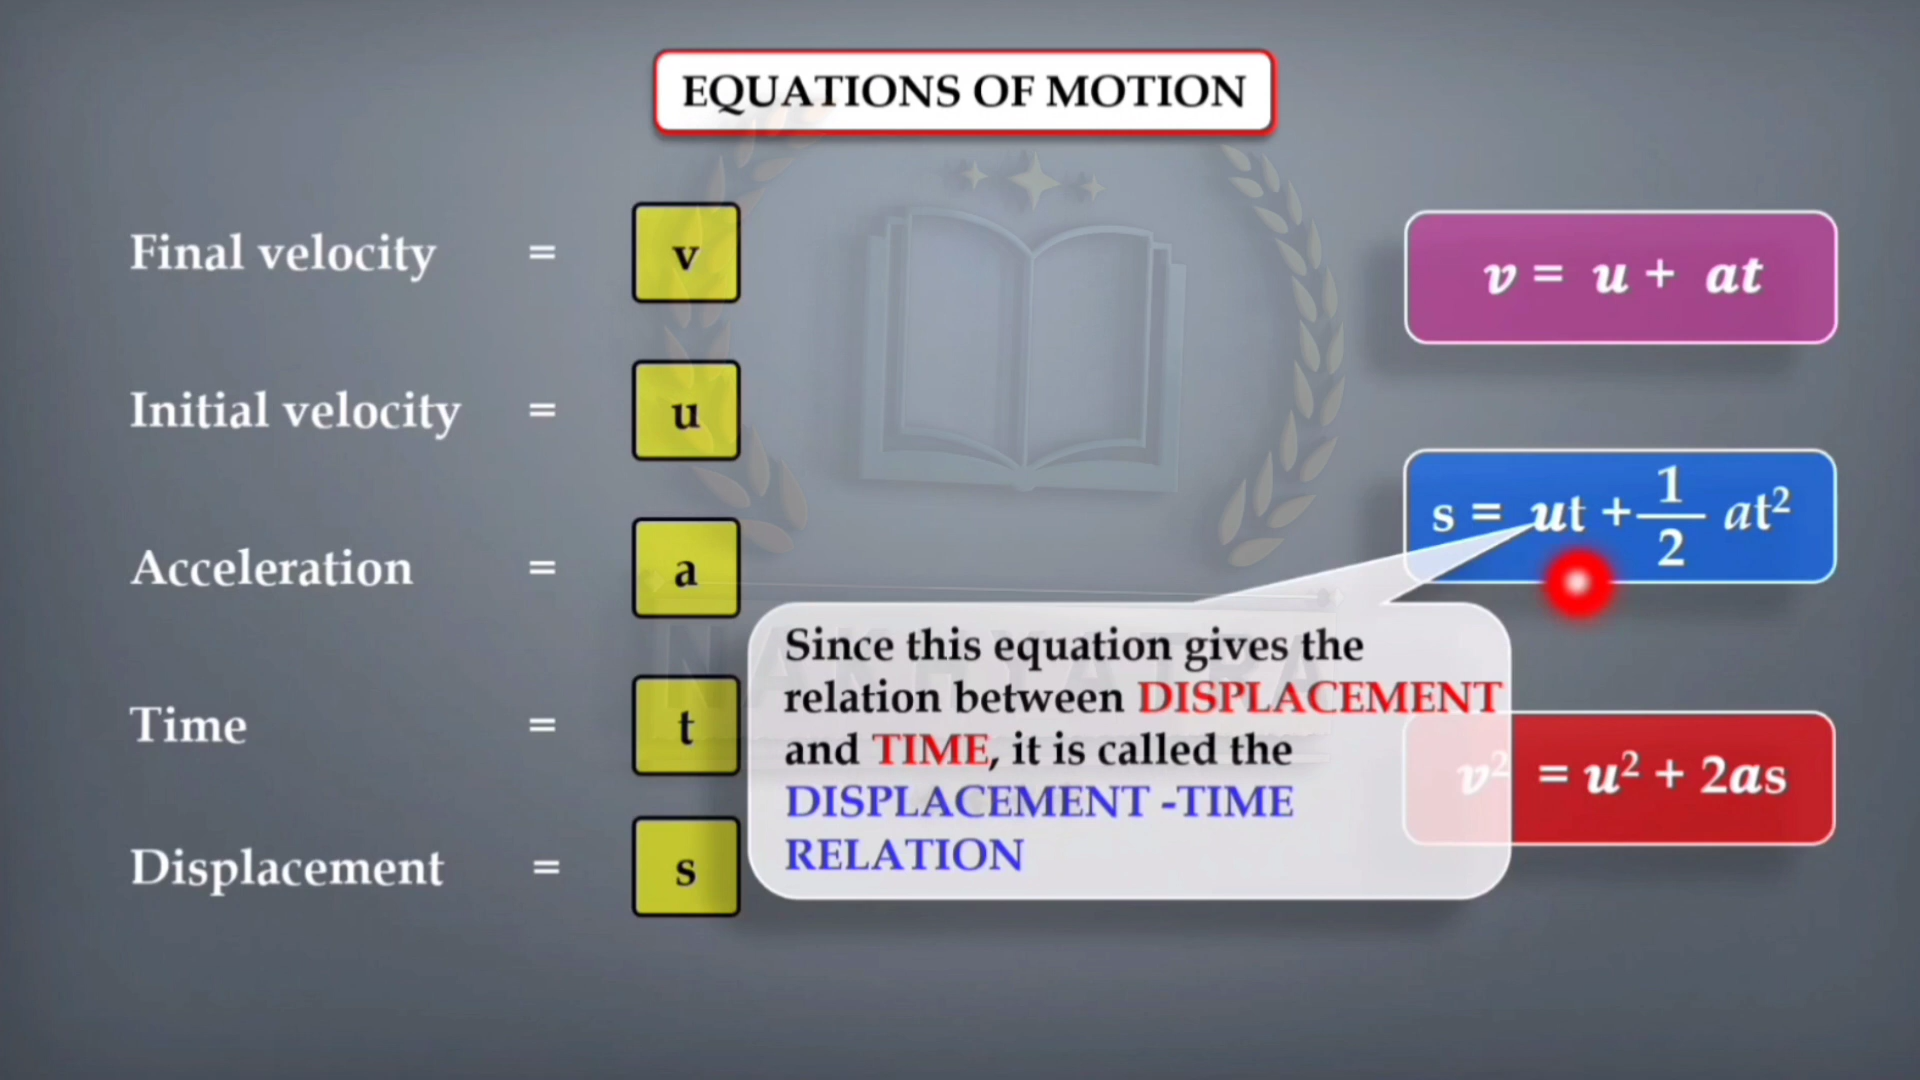 EQUATIONS OF MOTION
Final velocity = v
v = u + at
Initial velocity = u
s = ut + 1/2 at²
Acceleration = a
Since this equation gives the
relation between DISPLACEMENT
and TIME, it is called the
DISPLACEMENT -TIME
RELATION
Time = t
v² = u² + 2as
Displacement = s